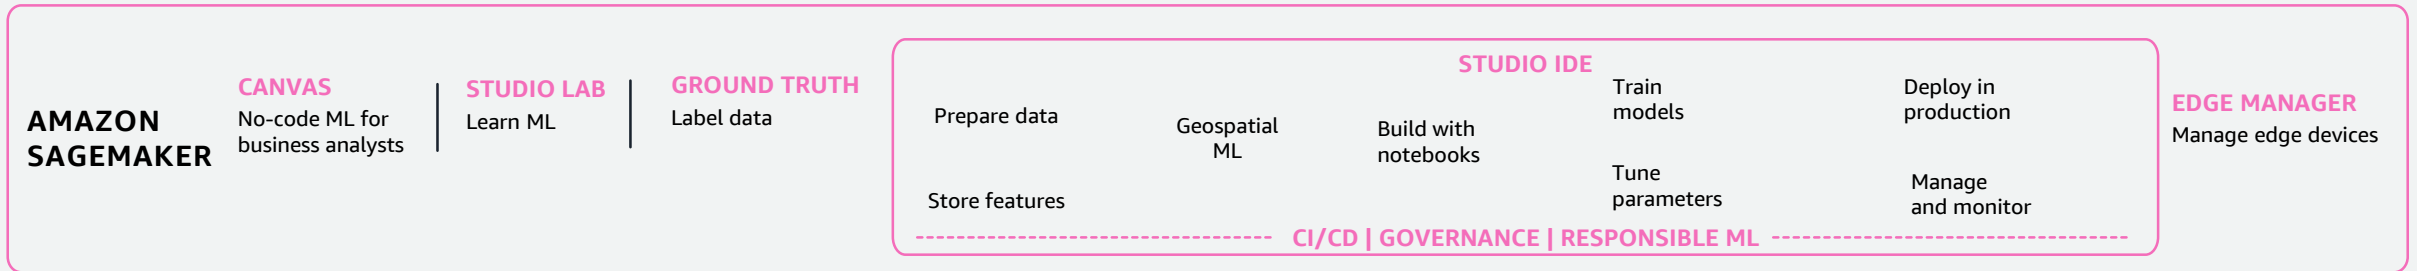 AMAZON
SAGEMAKER
CANVAS
No-code ML for
business analysts
STUDIO LAB
Learn ML
GROUND TRUTH
Label data
STUDIO IDE
Prepare data
Store features
Geospatial
ML
Build with
notebooks
Train
models
Tune
parameters
Deploy in
production
Manage
and monitor
CI/CD | GOVERNANCE | RESPONSIBLE ML
EDGE MANAGER
Manage edge devices